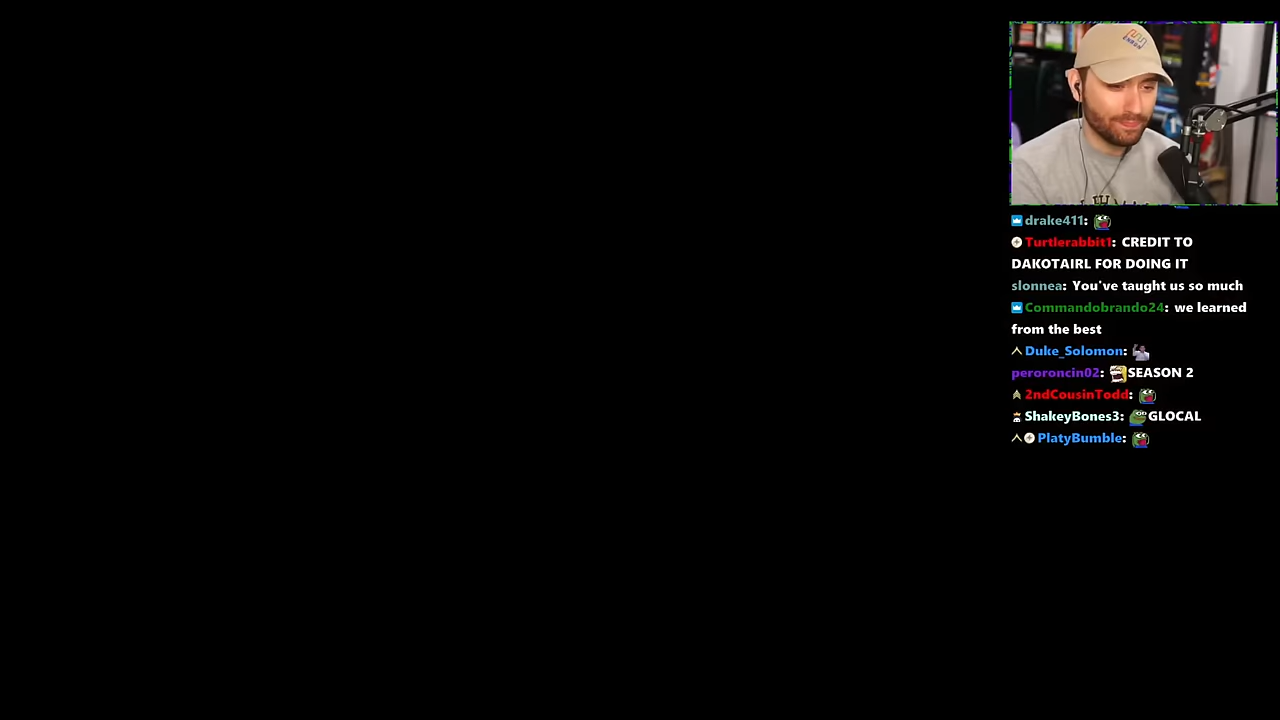 ENRON
drake411:
Turtlerabbit1: CREDIT TO
DAKOTAIRL FOR DOING IT
slonnea: You've taught us so much
Commandobrando24: we learned
from the best
Duke_Solomon:
peroroncin02: SEASON 2
2ndCousinTodd:
ShakeyBones3: GLOCAL
PlatyBumble: